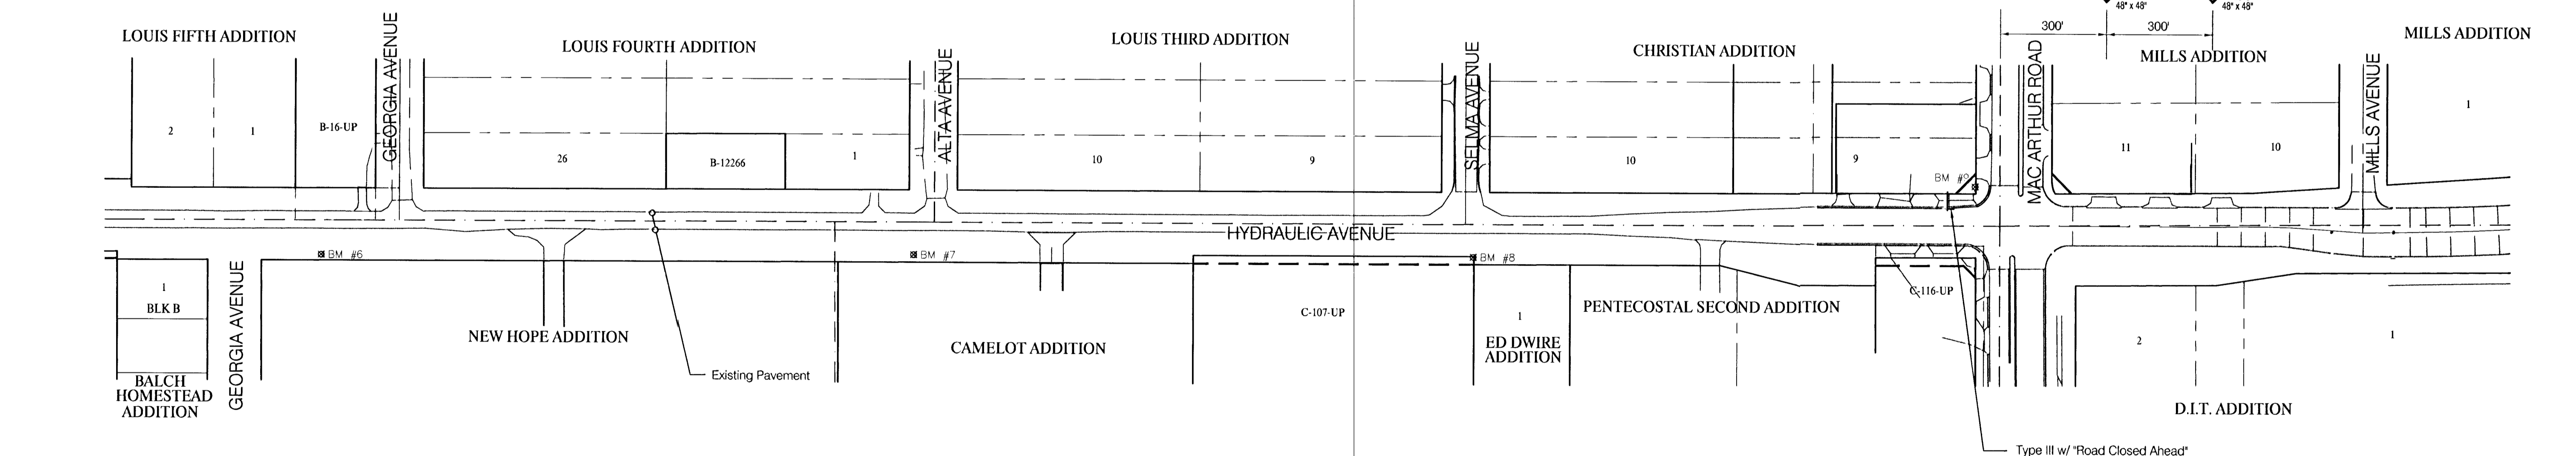 48" x 48"
48" x 48"
300'
300'
LOUIS FIFTH ADDITION
GEORGIA AVENUE
LOUIS FOURTH ADDITION
ALTA AVENUE
LOUIS THIRD ADDITION
SELMA AVENUE
CHRISTIAN ADDITION
MAC ARTHUR ROAD
MILLS ADDITION
MILLS AVENUE
MILLS ADDITION
2
1
B-16-UP
26
B-12266
1
10
9
10
9
11
10
1
BM #9
HYDRAULIC AVENUE
BM #6
BM #7
BM #8
1
BLK B
GEORGIA AVENUE
BALCH
HOMESTEAD
ADDITION
NEW HOPE ADDITION
Existing Pavement
CAMELOT ADDITION
C-107-UP
1
ED DWIRE
ADDITION
PENTECOSTAL SECOND ADDITION
C-116-UP
2
1
D.I.T. ADDITION
Type III w/ "Road Closed Ahead"